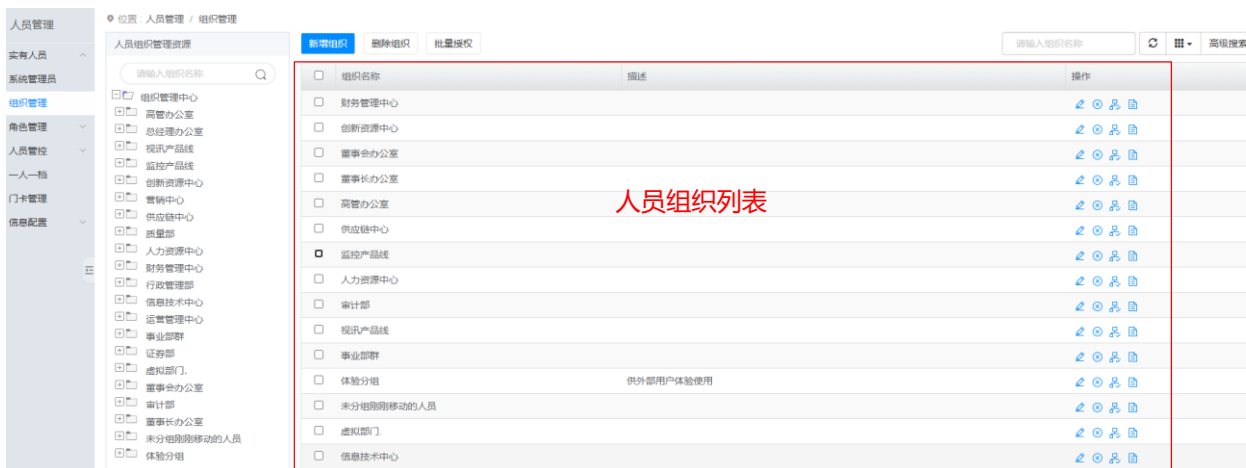 人员管理
实有人员
系统管理员
组织管理
角色管理
人员管控
一人一档
门卡管理
信息配置
位置：人员管理 / 组织管理
人员组织管理资源
请输入组织名称
组织管理中心
高管办公室
总经理办公室
视讯产品线
监控产品线
创新资源中心
营销中心
供应链中心
质量部
人力资源中心
财务管理中心
行政管理部
信息技术中心
运营管理中心
事业部群
证券部
虚拟部门.
董事会办公室
审计部
董事长办公室
未分组刚刚移动的人员
体验分组
新增组织 删除组织 批量授权 请输入组织名称 高级搜索
组织名称 描述 操作
财务管理中心
创新资源中心
董事会办公室
董事长办公室
高管办公室
供应链中心
监控产品线
人力资源中心
审计部
视讯产品线
事业部群
体验分组 供外部用户体验使用
未分组刚刚移动的人员
虚拟部门.
信息技术中心
人员组织列表